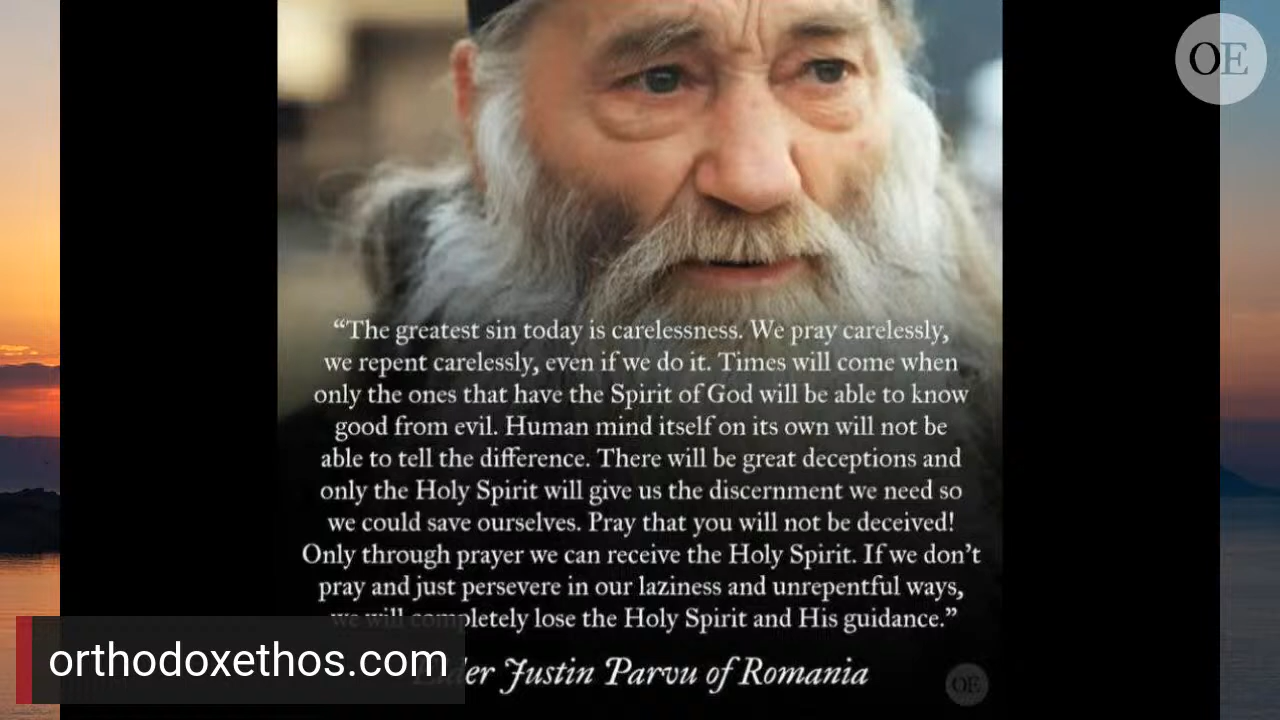 OE
“The greatest sin today is carelessness. We pray carelessly,
we repent carelessly, even if we do it. Times will come when
only the ones that have the Spirit of God will be able to know
good from evil. Human mind itself on its own will not be
able to tell the difference. There will be great deceptions and
only the Holy Spirit will give us the discernment we need so
we could save ourselves. Pray that you will not be deceived!
Only through prayer we can receive the Holy Spirit. If we don’t
pray and just persevere in our laziness and unrepentful ways,
we will completely lose the Holy Spirit and His guidance.”
Elder Justin Parvu of Romania
OE
orthodoxethos.com